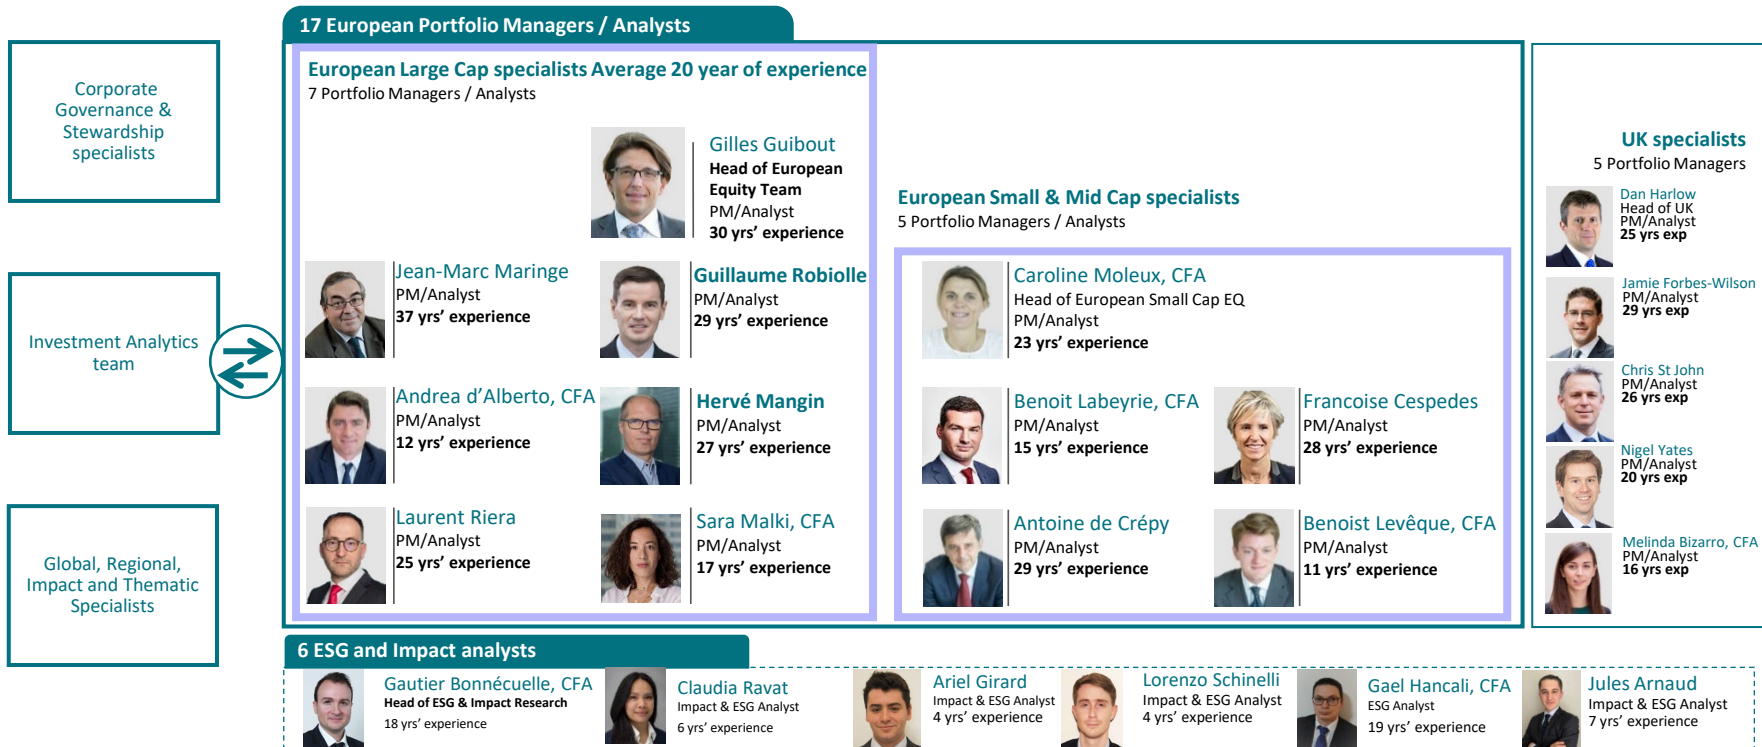 17 European Portfolio Managers / Analysts
Corporate
Governance &
Stewardship
specialists
Investment Analytics
team
Global, Regional,
Impact and Thematic
Specialists
European Large Cap specialists Average 20 year of experience
7 Portfolio Managers / Analysts
Gilles Guibout
Head of European
Equity Team
PM/Analyst
30 yrs’ experience
Jean-Marc Maringe
PM/Analyst
37 yrs’ experience
Guillaume Robiolle
PM/Analyst
29 yrs’ experience
Andrea d’Alberto, CFA
PM/Analyst
12 yrs’ experience
Hervé Mangin
PM/Analyst
27 yrs’ experience
Laurent Riera
PM/Analyst
25 yrs’ experience
Sara Malki, CFA
PM/Analyst
17 yrs’ experience
European Small & Mid Cap specialists
5 Portfolio Managers / Analysts
Caroline Moleux, CFA
Head of European Small Cap EQ
PM/Analyst
23 yrs’ experience
Benoit Labeyrie, CFA
PM/Analyst
15 yrs’ experience
Francoise Cespedes
PM/Analyst
28 yrs’ experience
Antoine de Crépy
PM/Analyst
29 yrs’ experience
Benoist Levêque, CFA
PM/Analyst
11 yrs’ experience
UK specialists
5 Portfolio Managers
Dan Harlow
Head of UK
PM/Analyst
25 yrs exp
Jamie Forbes-Wilson
PM/Analyst
29 yrs exp
Chris St John
PM/Analyst
26 yrs exp
Nigel Yates
PM/Analyst
20 yrs exp
Melinda Bizarro, CFA
PM/Analyst
16 yrs exp
6 ESG and Impact analysts
Gautier Bonnécuelle, CFA
Head of ESG & Impact Research
18 yrs’ experience
Claudia Ravat
Impact & ESG Analyst
6 yrs’ experience
Ariel Girard
Impact & ESG Analyst
4 yrs’ experience
Lorenzo Schinelli
Impact & ESG Analyst
4 yrs’ experience
Gael Hancali, CFA
ESG Analyst
19 yrs’ experience
Jules Arnaud
Impact & ESG Analyst
7 yrs’ experience